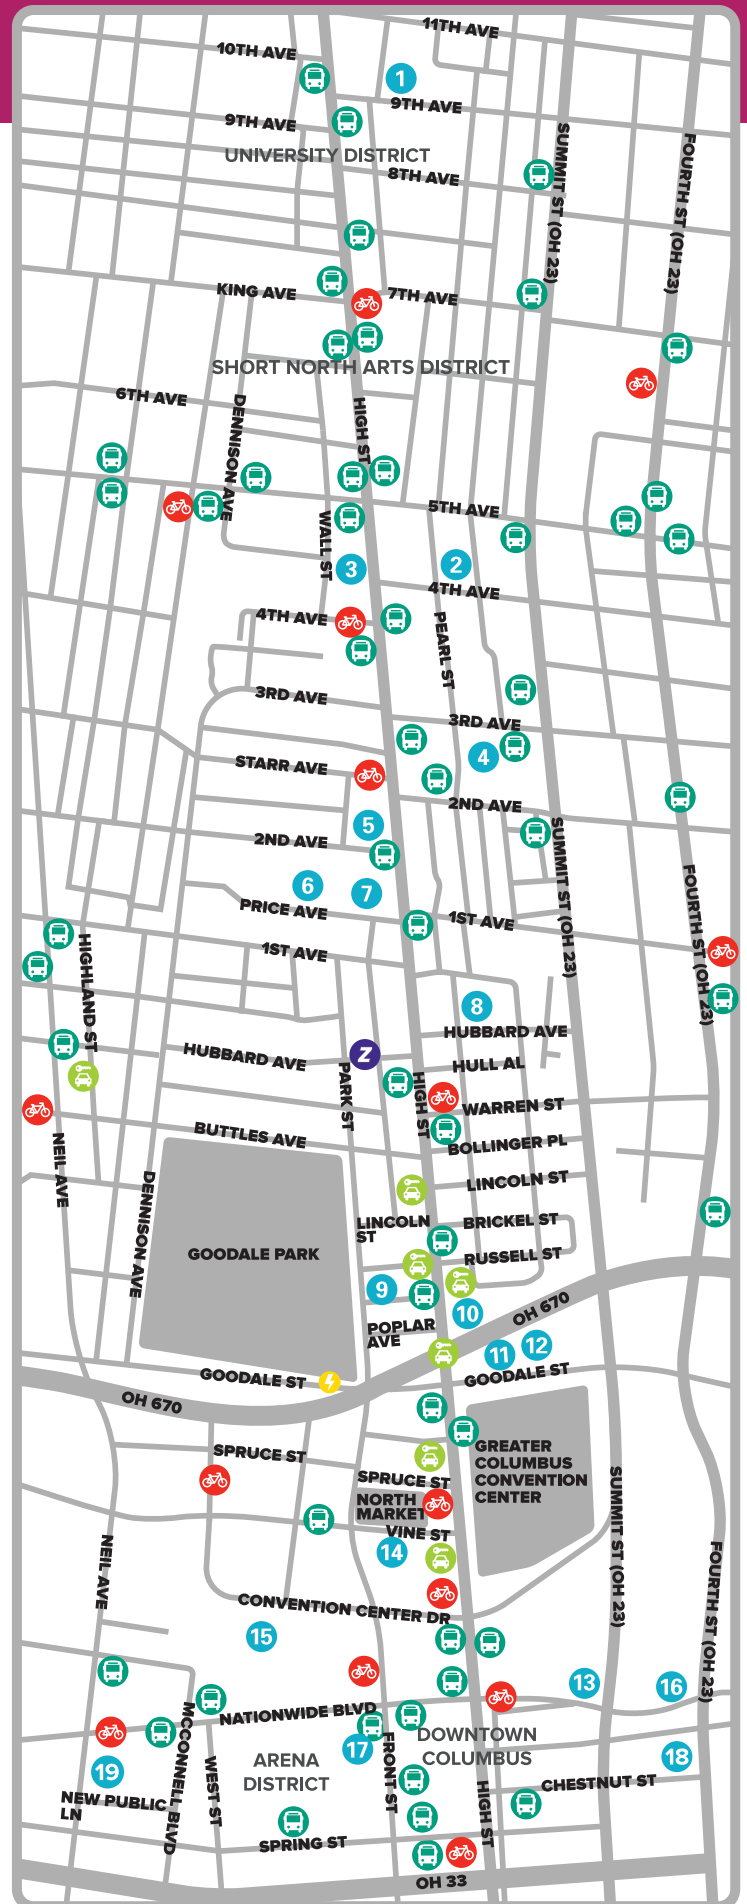 11TH AVE
10TH AVE
1
9TH AVE
9TH AVE
UNIVERSITY DISTRICT
8TH AVE
SUMMIT ST (OH 23)
FOURTH ST (OH 23)
KING AVE
7TH AVE
SHORT NORTH ARTS DISTRICT
6TH AVE
DENNISON AVE
HIGH ST
5TH AVE
WALL ST
3
2
4TH AVE
4TH AVE
PEARL ST
3RD AVE
3RD AVE
4
STARR AVE
2ND AVE
5
2ND AVE
SUMMIT ST (OH 23)
6
7
PRICE AVE
1ST AVE
FOURTH ST (OH 23)
1ST AVE
HIGHLAND ST
8
HUBBARD AVE
HUBBARD AVE
Z
HULL AL
PARK ST
HIGH ST
WARREN ST
BUTTLES AVE
BOLLINGER PL
NEIL AVE
DENNISON AVE
LINCOLN ST
LINCOLN
ST
BRICKEL ST
GOODALE PARK
RUSSELL ST
9
10
OH 670
POPLAR
AVE
11
12
GOODALE ST
GOODALE ST
OH 670
SPRUCE ST
GREATER
COLUMBUS
CONVENTION
CENTER
SPRUCE ST
NORTH
MARKET
VINE ST
SUMMIT ST (OH 23)
NEIL AVE
14
FOURTH ST (OH 23)
CONVENTION CENTER DR
15
13
16
NATIONWIDE BLVD
MCCONNELL BLVD
17
DOWNTOWN
COLUMBUS
18
ARENA
DISTRICT
WEST ST
FRONT ST
HIGH ST
19
CHESTNUT ST
NEW PUBLIC
LN
SPRING ST
OH 33